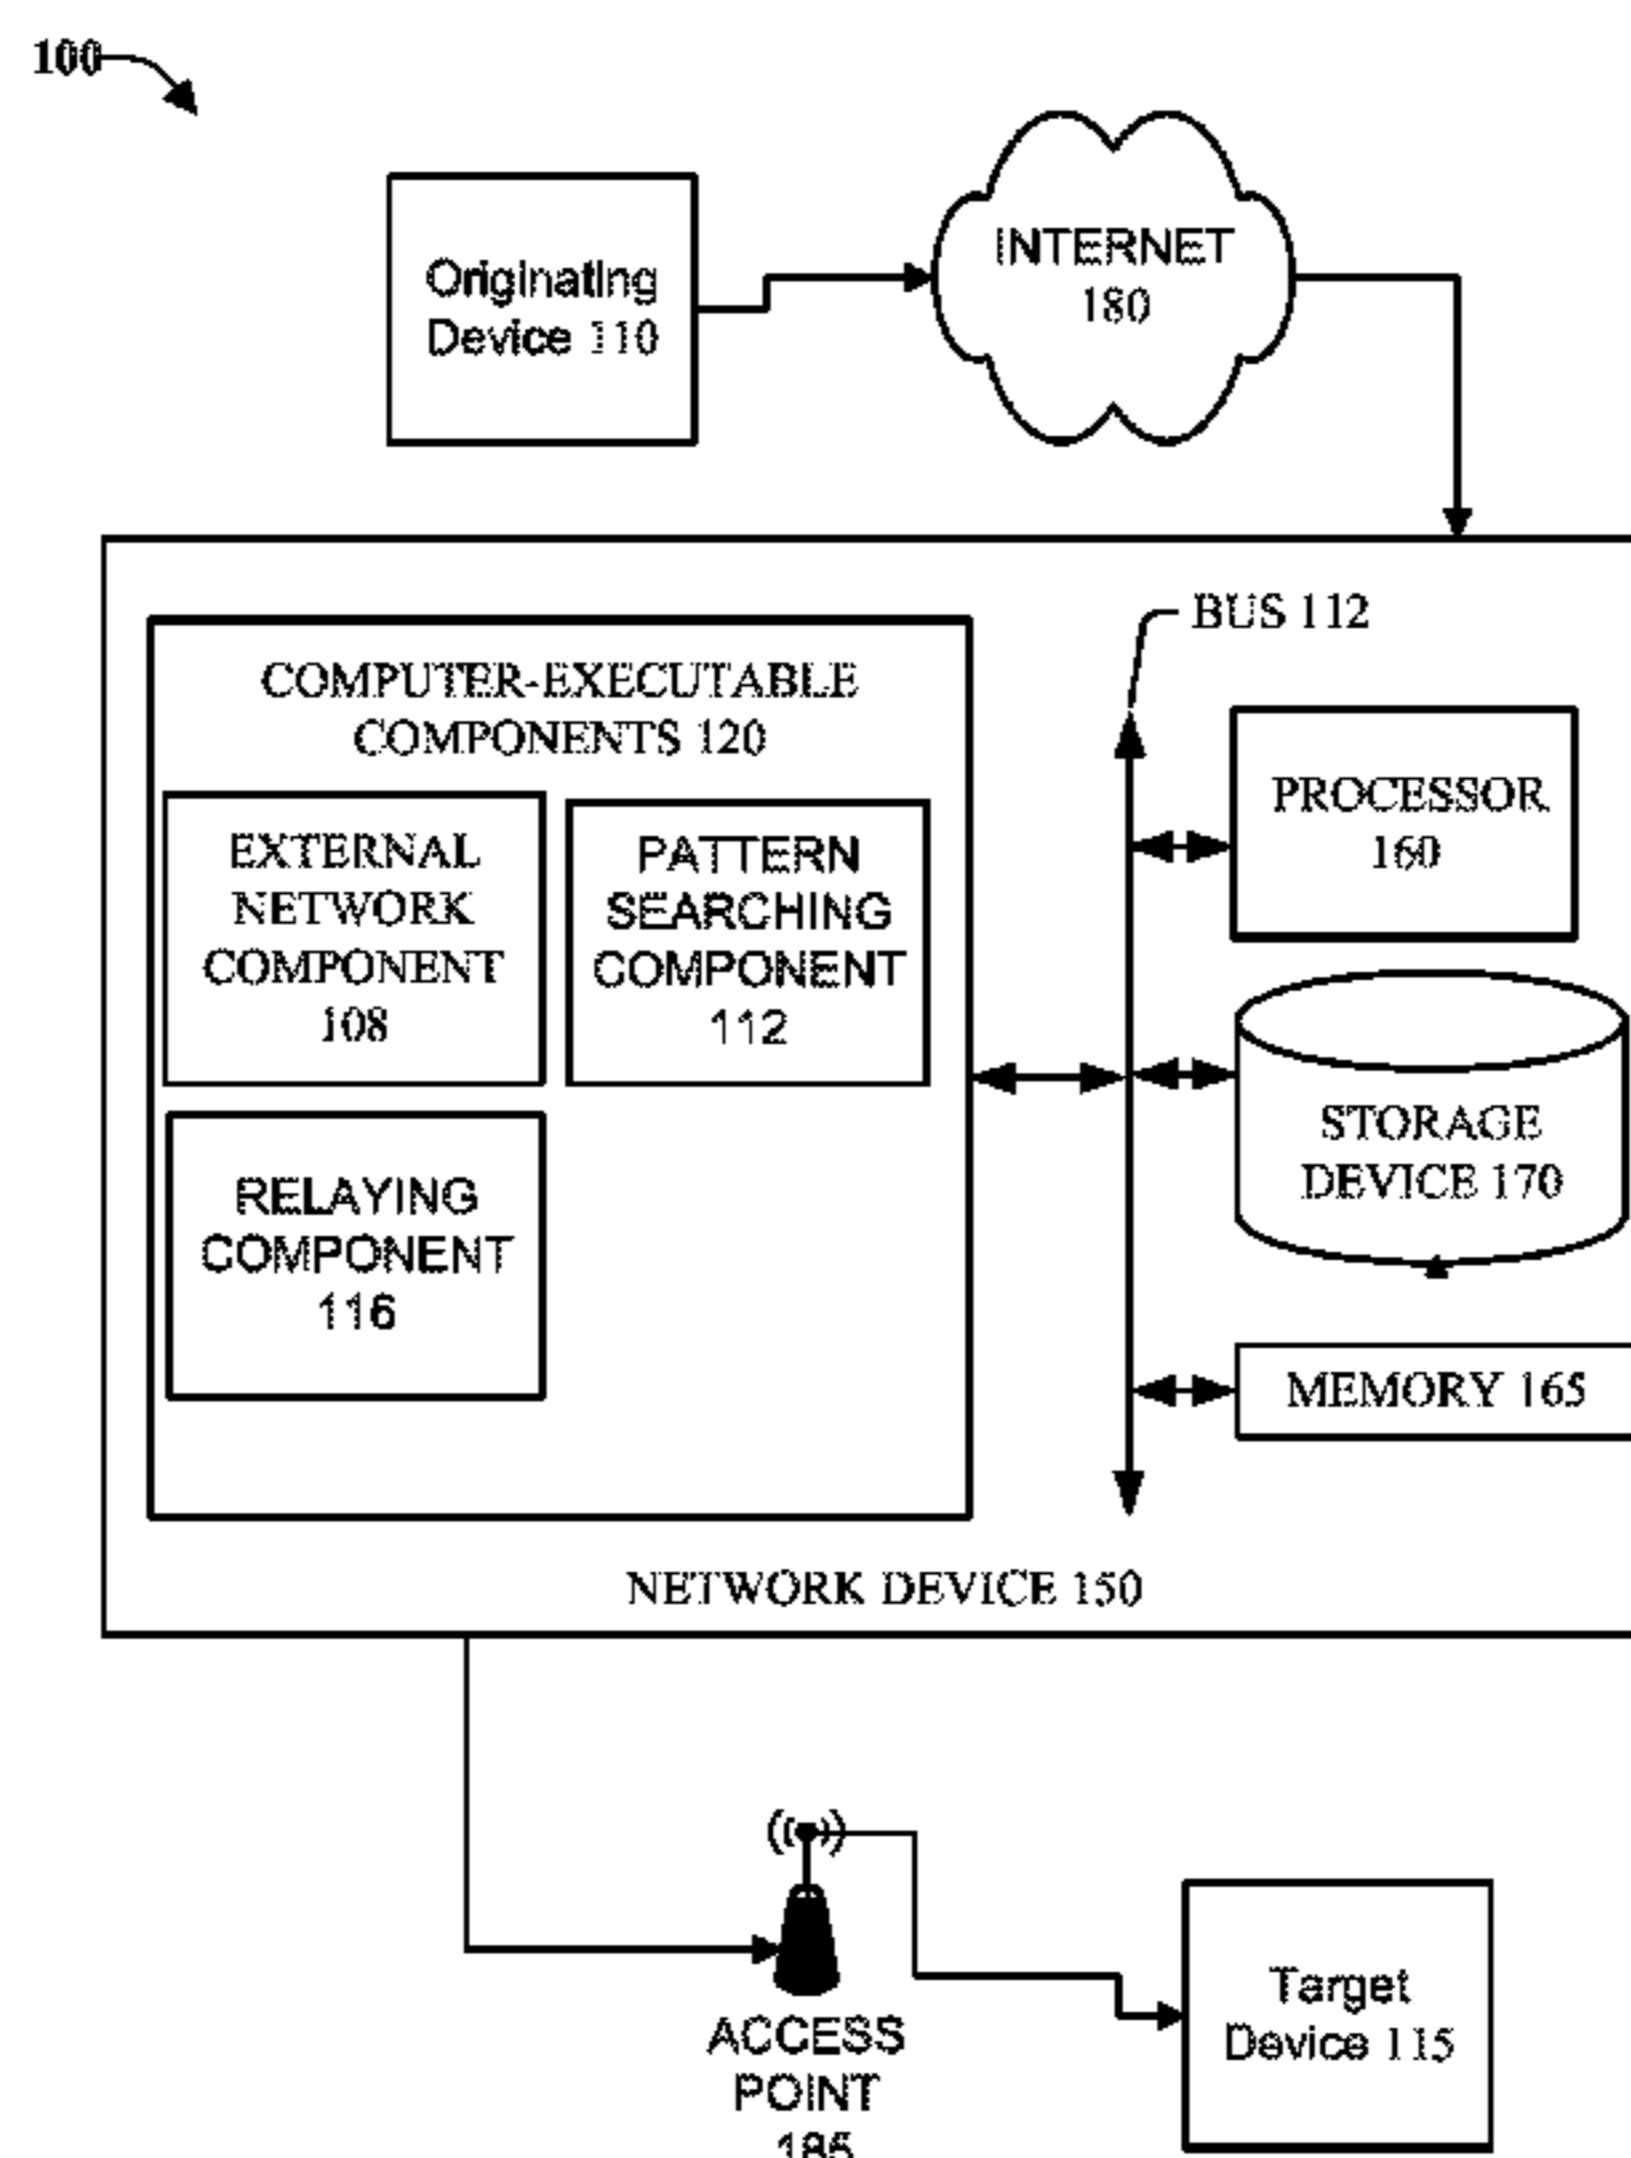 100
Originating
Device 110
INTERNET
180
BUS 112
COMPUTER-EXECUTABLE
COMPONENTS 120
EXTERNAL
NETWORK
COMPONENT
108
PATTERN
SEARCHING
COMPONENT
112
RELAYING
COMPONENT
116
PROCESSOR
160
STORAGE
DEVICE 170
MEMORY 165
NETWORK DEVICE 150
ACCESS
POINT
185
Target
Device 115